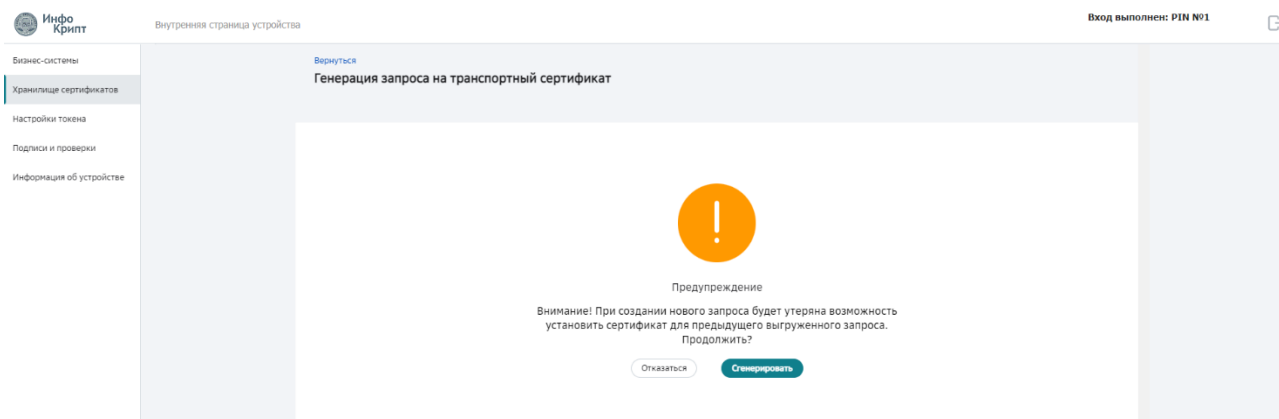 Инфо
Крипт
Внутренняя страница устройства
Вход выполнен: PIN №1
Бизнес-системы
Хранилище сертификатов
Настройки токена
Подписи и проверки
Информация об устройстве
Вернуться
Генерация запроса на транспортный сертификат
Предупреждение
Внимание! При создании нового запроса будет утеряна возможность
установить сертификат для предыдущего выгруженного запроса.
Продолжить?
Отказаться
Сгенерировать